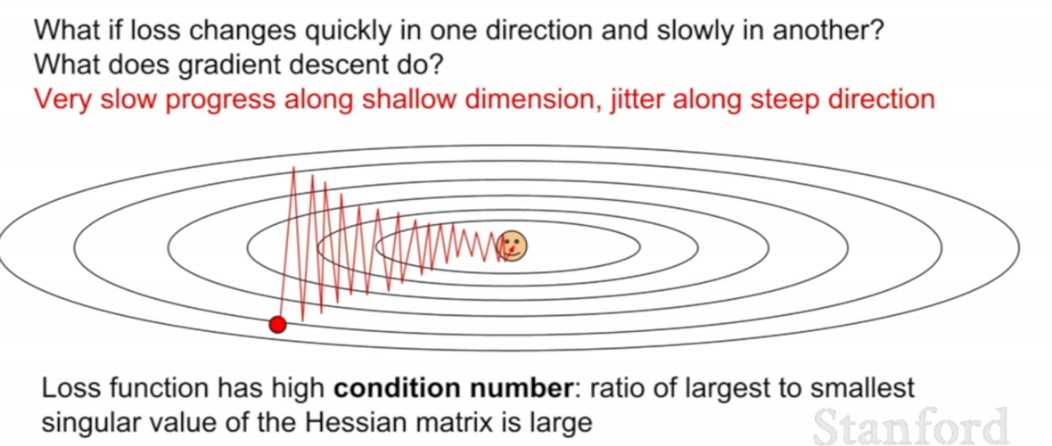 What if loss changes quickly in one direction and slowly in another?
What does gradient descent do?
Very slow progress along shallow dimension, jitter along steep direction
Loss function has high condition number: ratio of largest to smallest
singular value of the Hessian matrix is large
Stanford